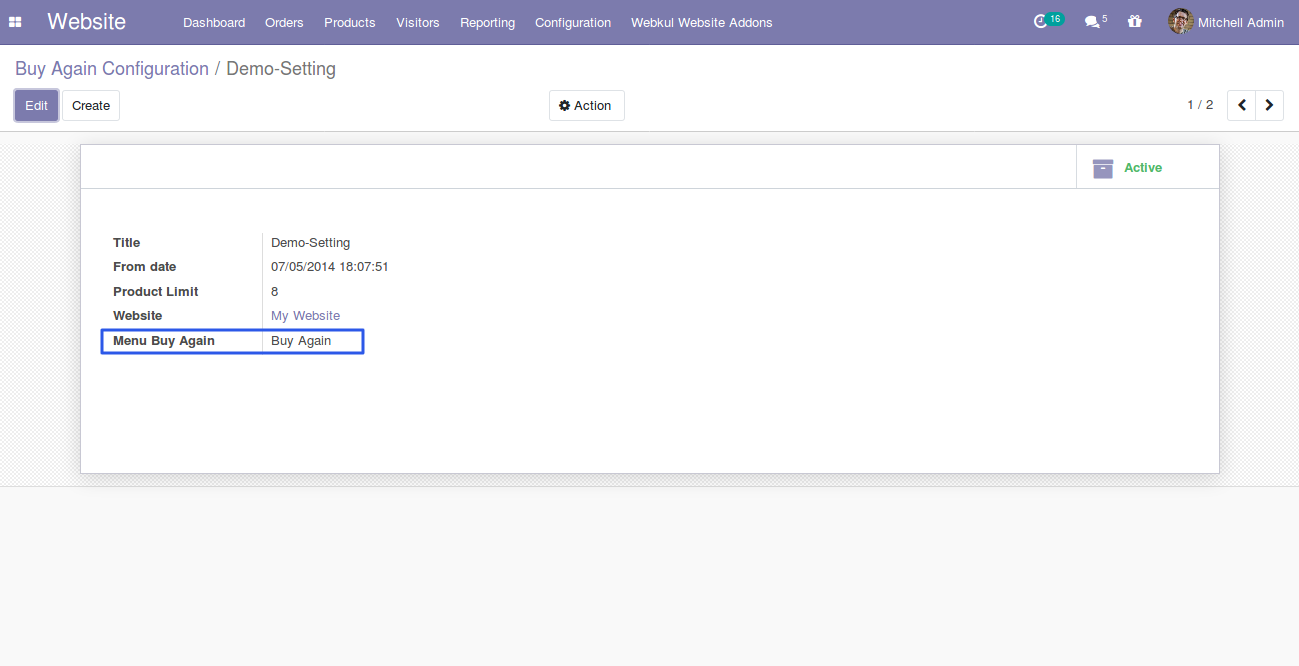 Website Dashboard Orders Products Visitors Reporting Configuration Webkul Website Addons 16 5 Mitchell Admin
Buy Again Configuration / Demo-Setting
Edit Create Action 1 / 2
Active
Title Demo-Setting
From date 07/05/2014 18:07:51
Product Limit 8
Website My Website
Menu Buy Again Buy Again